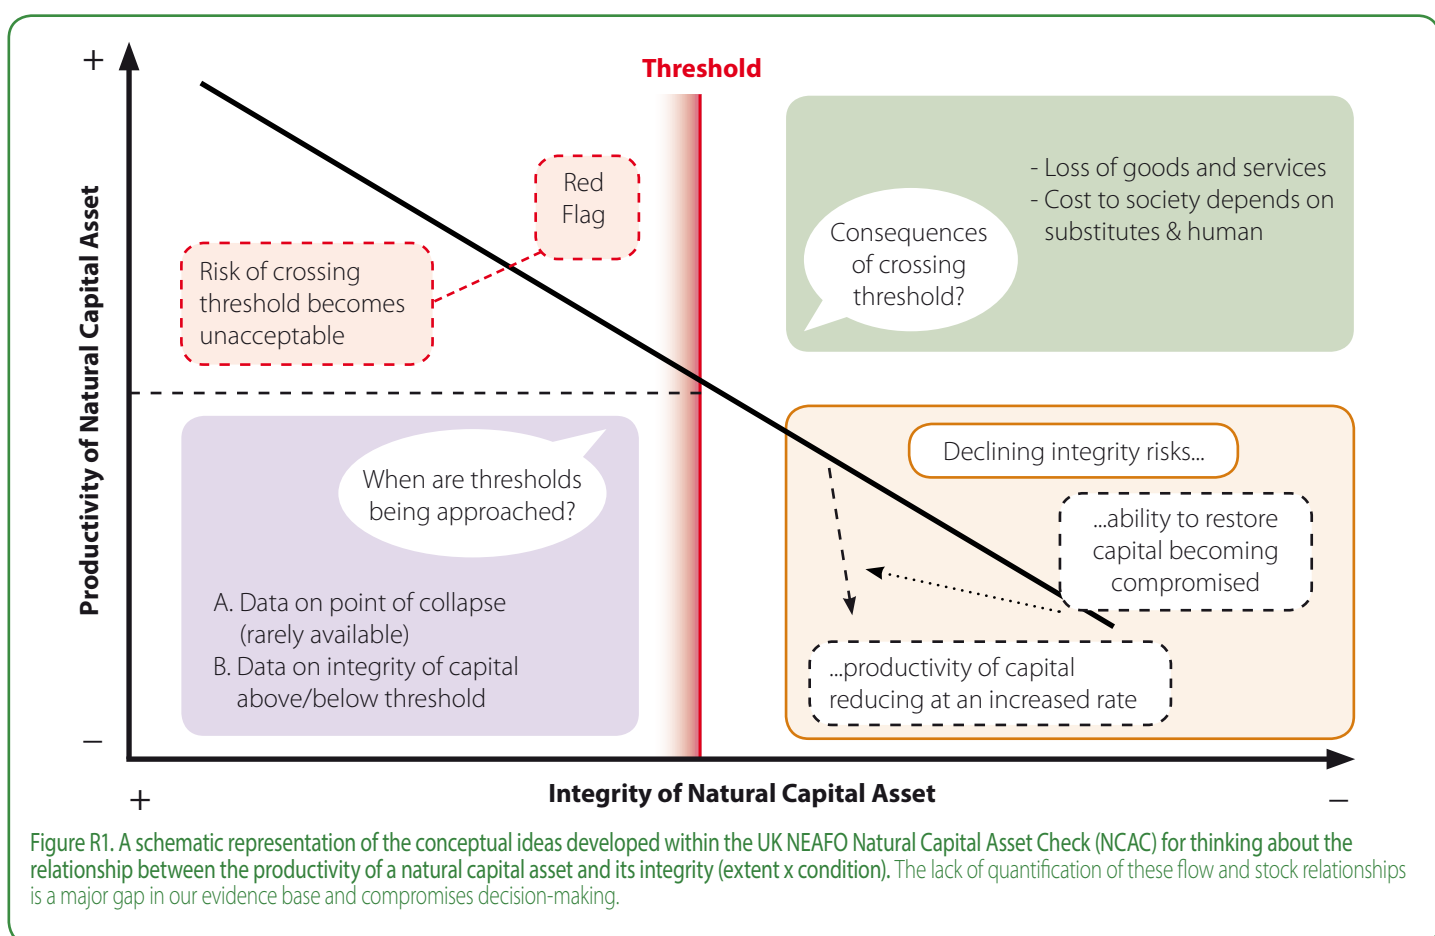 +
Threshold
Productivity of Natural Capital Asset
Red
Flag
Risk of crossing
threshold becomes
unacceptable
- Loss of goods and services
- Cost to society depends on
substitutes & human
Consequences
of crossing
threshold?
When are thresholds
being approached?
A. Data on point of collapse
(rarely available)
B. Data on integrity of capital
above/below threshold
Declining integrity risks...
...ability to restore
capital becoming
compromised
...productivity of capital
reducing at an increased rate
–
+
Integrity of Natural Capital Asset
–
Figure R1. A schematic representation of the conceptual ideas developed within the UK NEAFO Natural Capital Asset Check (NCAC) for thinking about the
relationship between the productivity of a natural capital asset and its integrity (extent x condition). The lack of quantification of these flow and stock relationships
is a major gap in our evidence base and compromises decision-making.